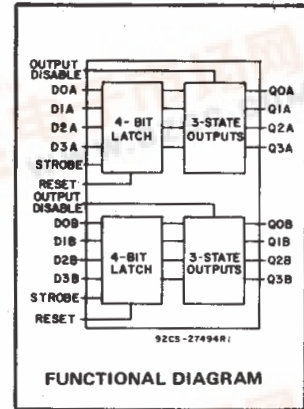 OUTPUT
DISABLE
D0A
D1A
D2A
D3A
STROBE
RESET
4- BIT
LATCH
3-STATE
OUTPUTS
Q0A
Q1A
Q2A
Q3A
OUTPUT
DISABLE
D0B
D1B
D2B
D3B
STROBE
RESET
4-BIT
LATCH
3-STATE
OUTPUTS
Q0B
Q1B
Q2B
Q3B
92CS-27494R1
FUNCTIONAL DIAGRAM